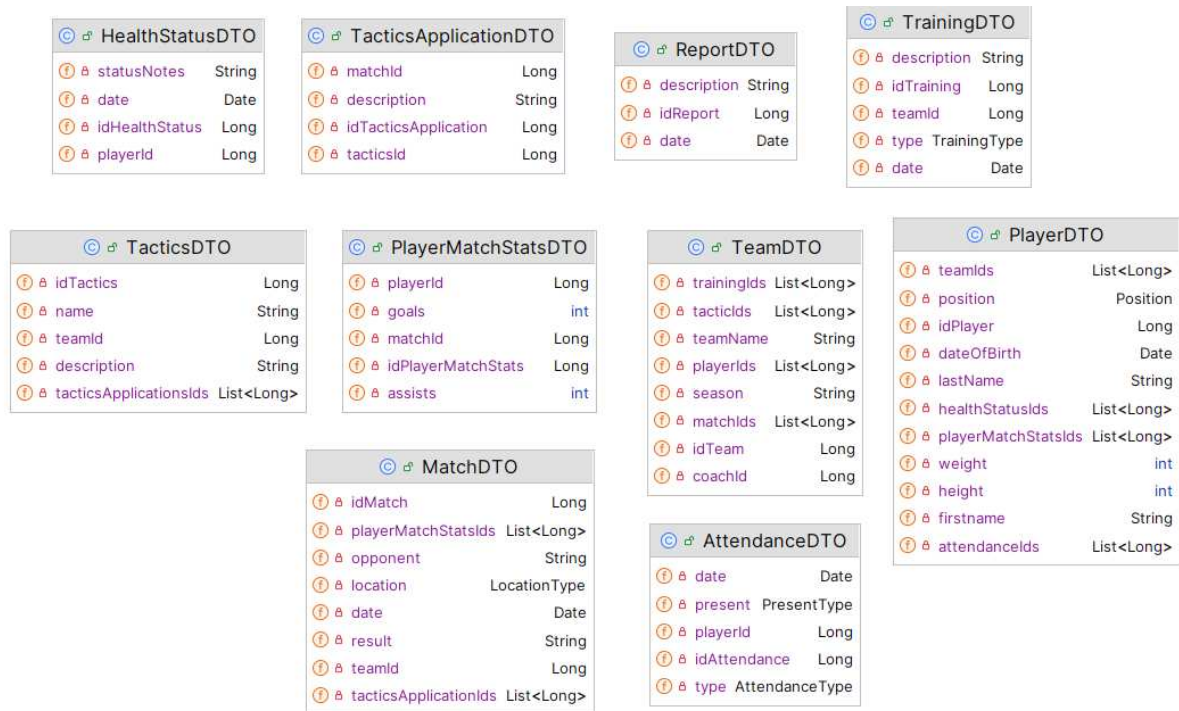 HealthStatusDTO
statusNotes String
date Date
idHealthStatus Long
playerId Long
TacticsApplicationDTO
matchId Long
description String
idTacticsApplication Long
tacticsId Long
ReportDTO
description String
idReport Long
date Date
TrainingDTO
description String
idTraining Long
teamId Long
type TrainingType
date Date
TacticsDTO
idTactics Long
name String
teamId Long
description String
tacticsApplicationsIds List<Long>
PlayerMatchStatsDTO
playerId Long
goals int
matchId Long
idPlayerMatchStats Long
assists int
TeamDTO
trainingIds List<Long>
tacticIds List<Long>
teamName String
playerIds List<Long>
season String
matchIds List<Long>
idTeam Long
coachId Long
PlayerDTO
teamIds List<Long>
position Position
idPlayer Long
dateOfBirth Date
lastName String
healthStatusIds List<Long>
playerMatchStatsIds List<Long>
weight int
height int
firstname String
attendanceIds List<Long>
MatchDTO
idMatch Long
playerMatchStatsIds List<Long>
opponent String
location LocationType
date Date
result String
teamId Long
tacticsApplicationIds List<Long>
AttendanceDTO
date Date
present PresentType
playerId Long
idAttendance Long
type AttendanceType